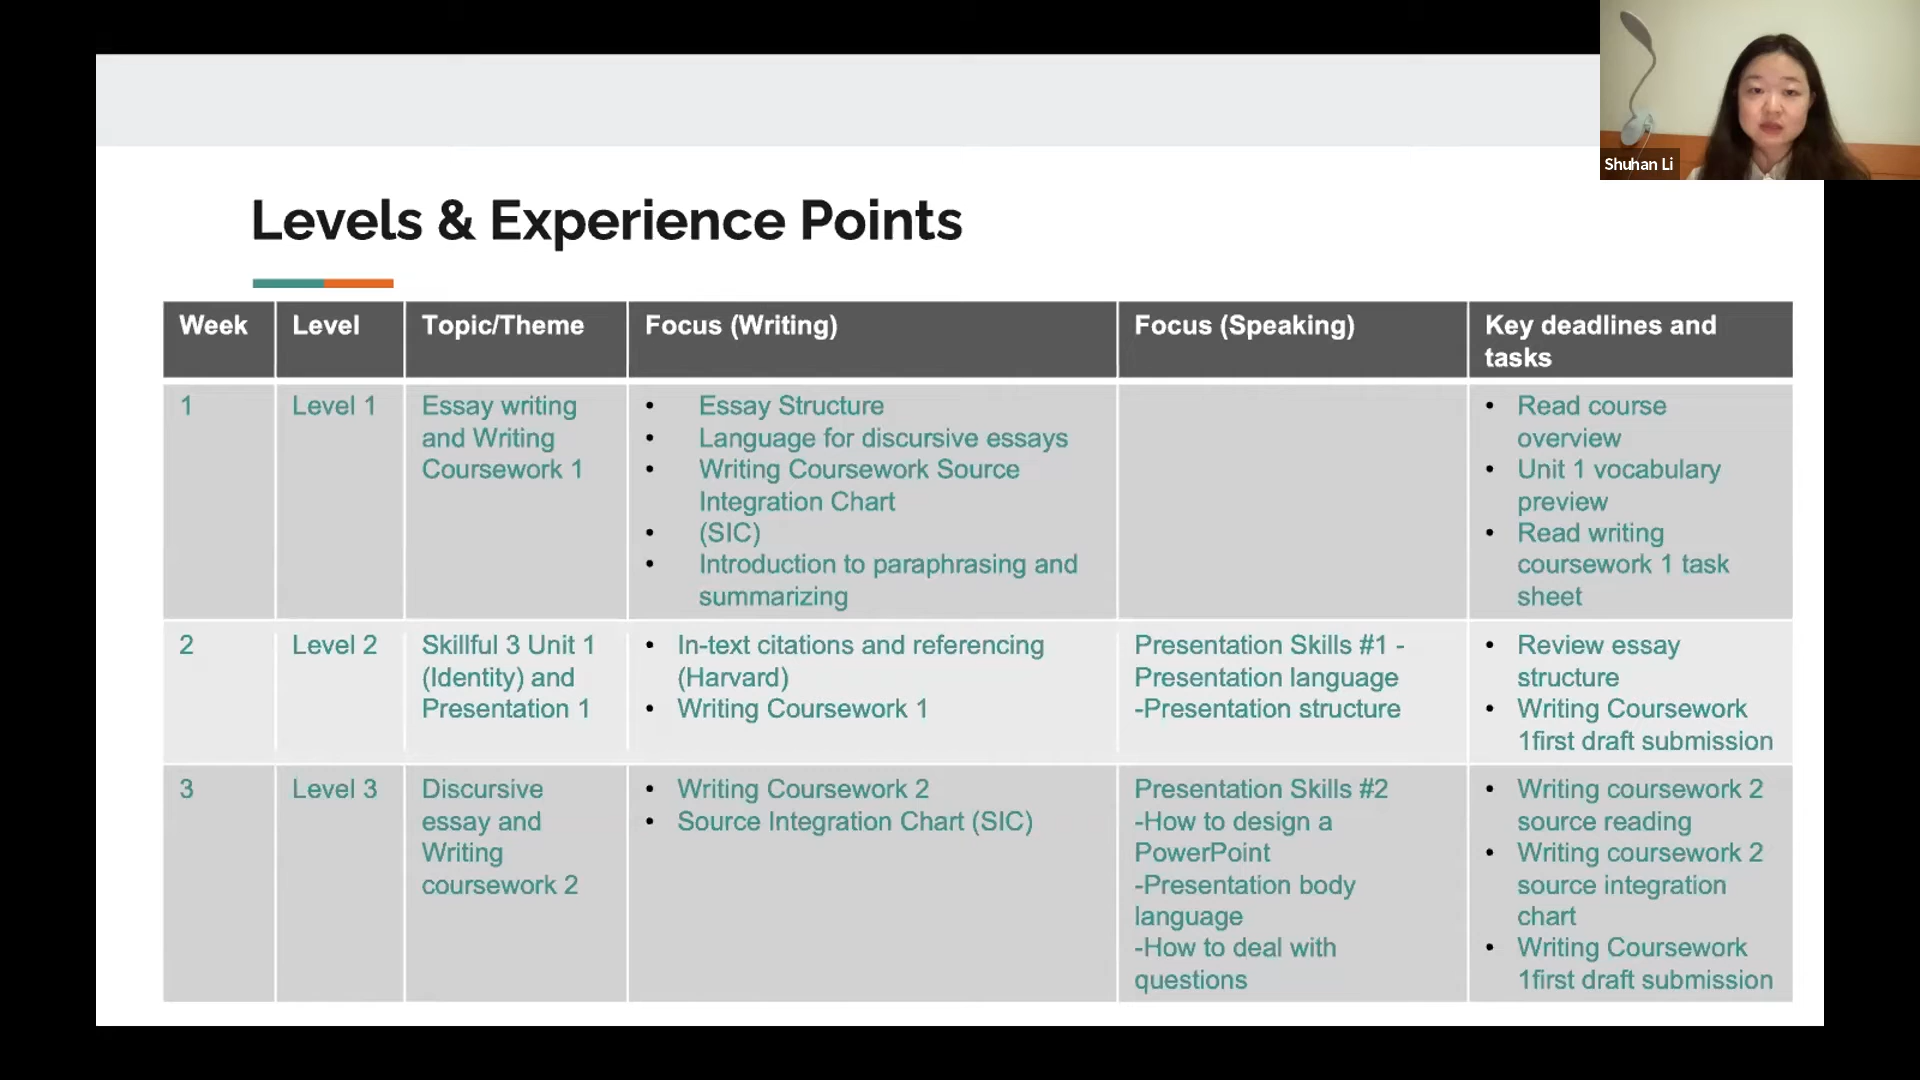 Shuhan Li
Levels & Experience Points
Week
Level
Topic/Theme
Focus (Writing)
Focus (Speaking)
Key deadlines and
tasks
1
Level 1
Essay writing
and Writing
Coursework 1
• Essay Structure
• Language for discursive essays
• Writing Coursework Source
Integration Chart
• (SIC)
• Introduction to paraphrasing and
summarizing
• Read course
overview
• Unit 1 vocabulary
preview
• Read writing
coursework 1 task
sheet
2
Level 2
Skillful 3 Unit 1
(Identity) and
Presentation 1
• In-text citations and referencing
(Harvard)
• Writing Coursework 1
Presentation Skills #1 -
Presentation language
-Presentation structure
• Review essay
structure
• Writing Coursework
1first draft submission
3
Level 3
Discursive
essay and
Writing
coursework 2
• Writing Coursework 2
• Source Integration Chart (SIC)
Presentation Skills #2
-How to design a
PowerPoint
-Presentation body
language
-How to deal with
questions
• Writing coursework 2
source reading
• Writing coursework 2
source integration
chart
• Writing Coursework
1first draft submission